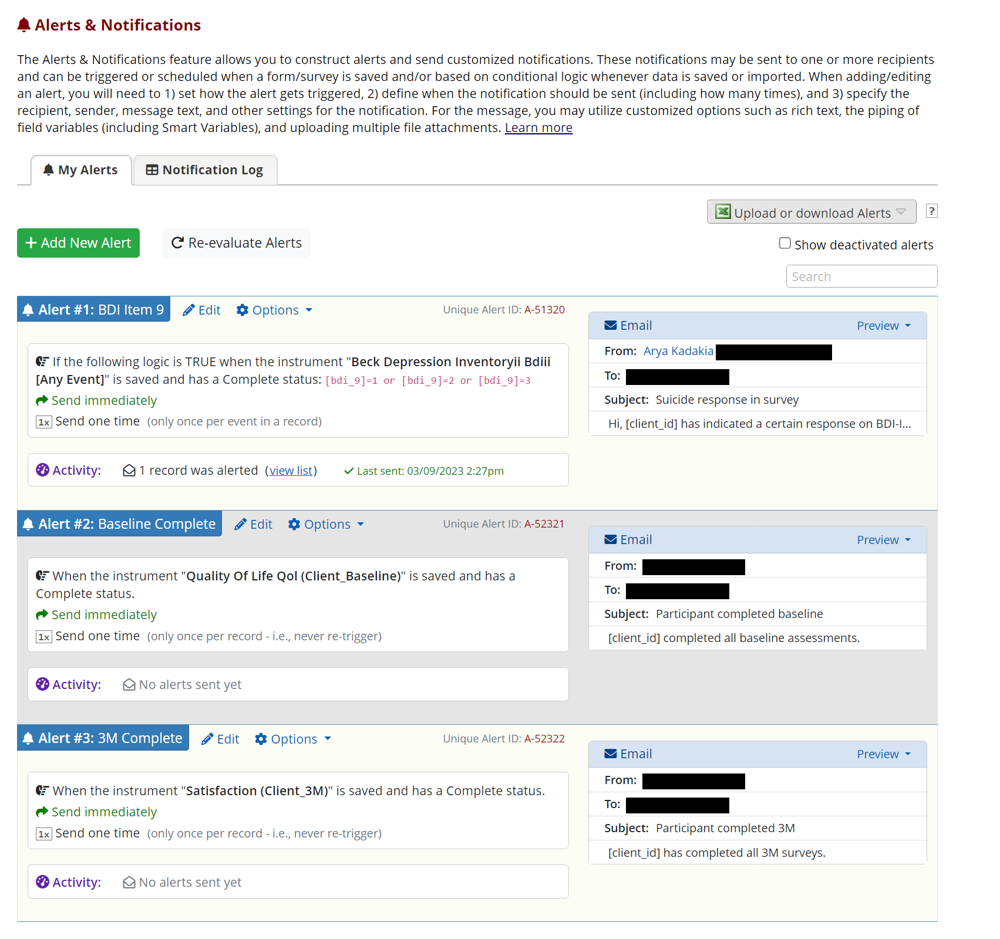 Alerts & Notifications
The Alerts & Notifications feature allows you to construct alerts and send customized notifications. These notifications may be sent to one or more recipients
and can be triggered or scheduled when a form/survey is saved and/or based on conditional logic whenever data is saved or imported. When adding/editing
an alert, you will need to 1) set how the alert gets triggered, 2) define when the notification should be sent (including how many times), and 3) specify the
recipient, sender, message text, and other settings for the notification. For the message, you may utilize customized options such as rich text, the piping of
field variables (including Smart Variables), and uploading multiple file attachments. Learn more
My Alerts
Notification Log
Upload or download Alerts
?
+ Add New Alert
Re-evaluate Alerts
Show deactivated alerts
Search
Alert #1: BDI Item 9
Edit
Options
Unique Alert ID: A-51320
If the following logic is TRUE when the instrument "Beck Depression Inventoryii Bdiii
[Any Event]" is saved and has a Complete status: [bdi_9]=1 or [bdi_9]=2 or [bdi_9]=3
Send immediately
1x Send one time (only once per event in a record)
Activity:
1 record was alerted (view list)
Last sent: 03/09/2023 2:27pm
Email
Preview
From: Arya Kadakia
To:
Subject: Suicide response in survey
Hi, [client_id] has indicated a certain response on BDI-I...
Alert #2: Baseline Complete
Edit
Options
Unique Alert ID: A-52321
When the instrument "Quality Of Life Qol (Client_Baseline)" is saved and has a
Complete status.
Send immediately
1x Send one time (only once per record - i.e., never re-trigger)
Activity:
No alerts sent yet
Email
Preview
From:
To:
Subject: Participant completed baseline
[client_id] completed all baseline assessments.
Alert #3: 3M Complete
Edit
Options
Unique Alert ID: A-52322
When the instrument "Satisfaction (Client_3M)" is saved and has a Complete status.
Send immediately
1x Send one time (only once per record - i.e., never re-trigger)
Activity:
No alerts sent yet
Email
Preview
From:
To:
Subject: Participant completed 3M
[client_id] has completed all 3M surveys.